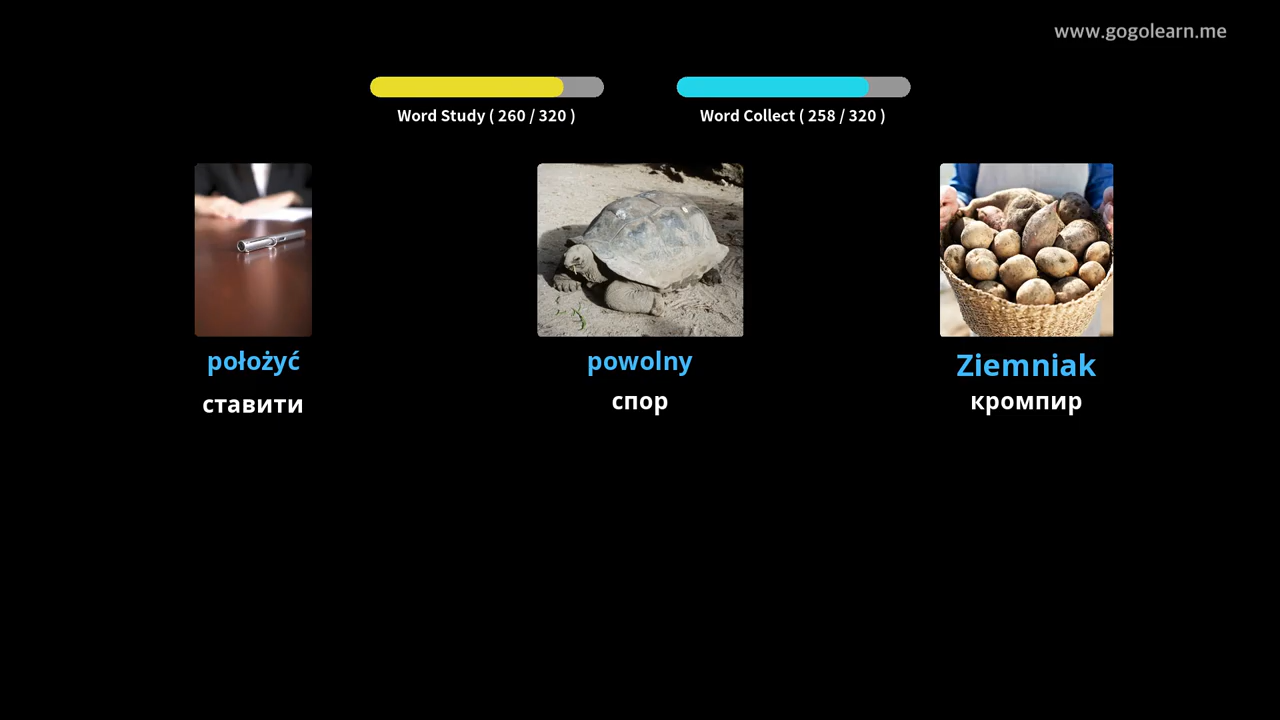 www.gogolearn.me
Word Study ( 260 / 320 )
Word Collect ( 258 / 320 )
położyć
powolny
Ziemniak
ставити
спор
кромпир